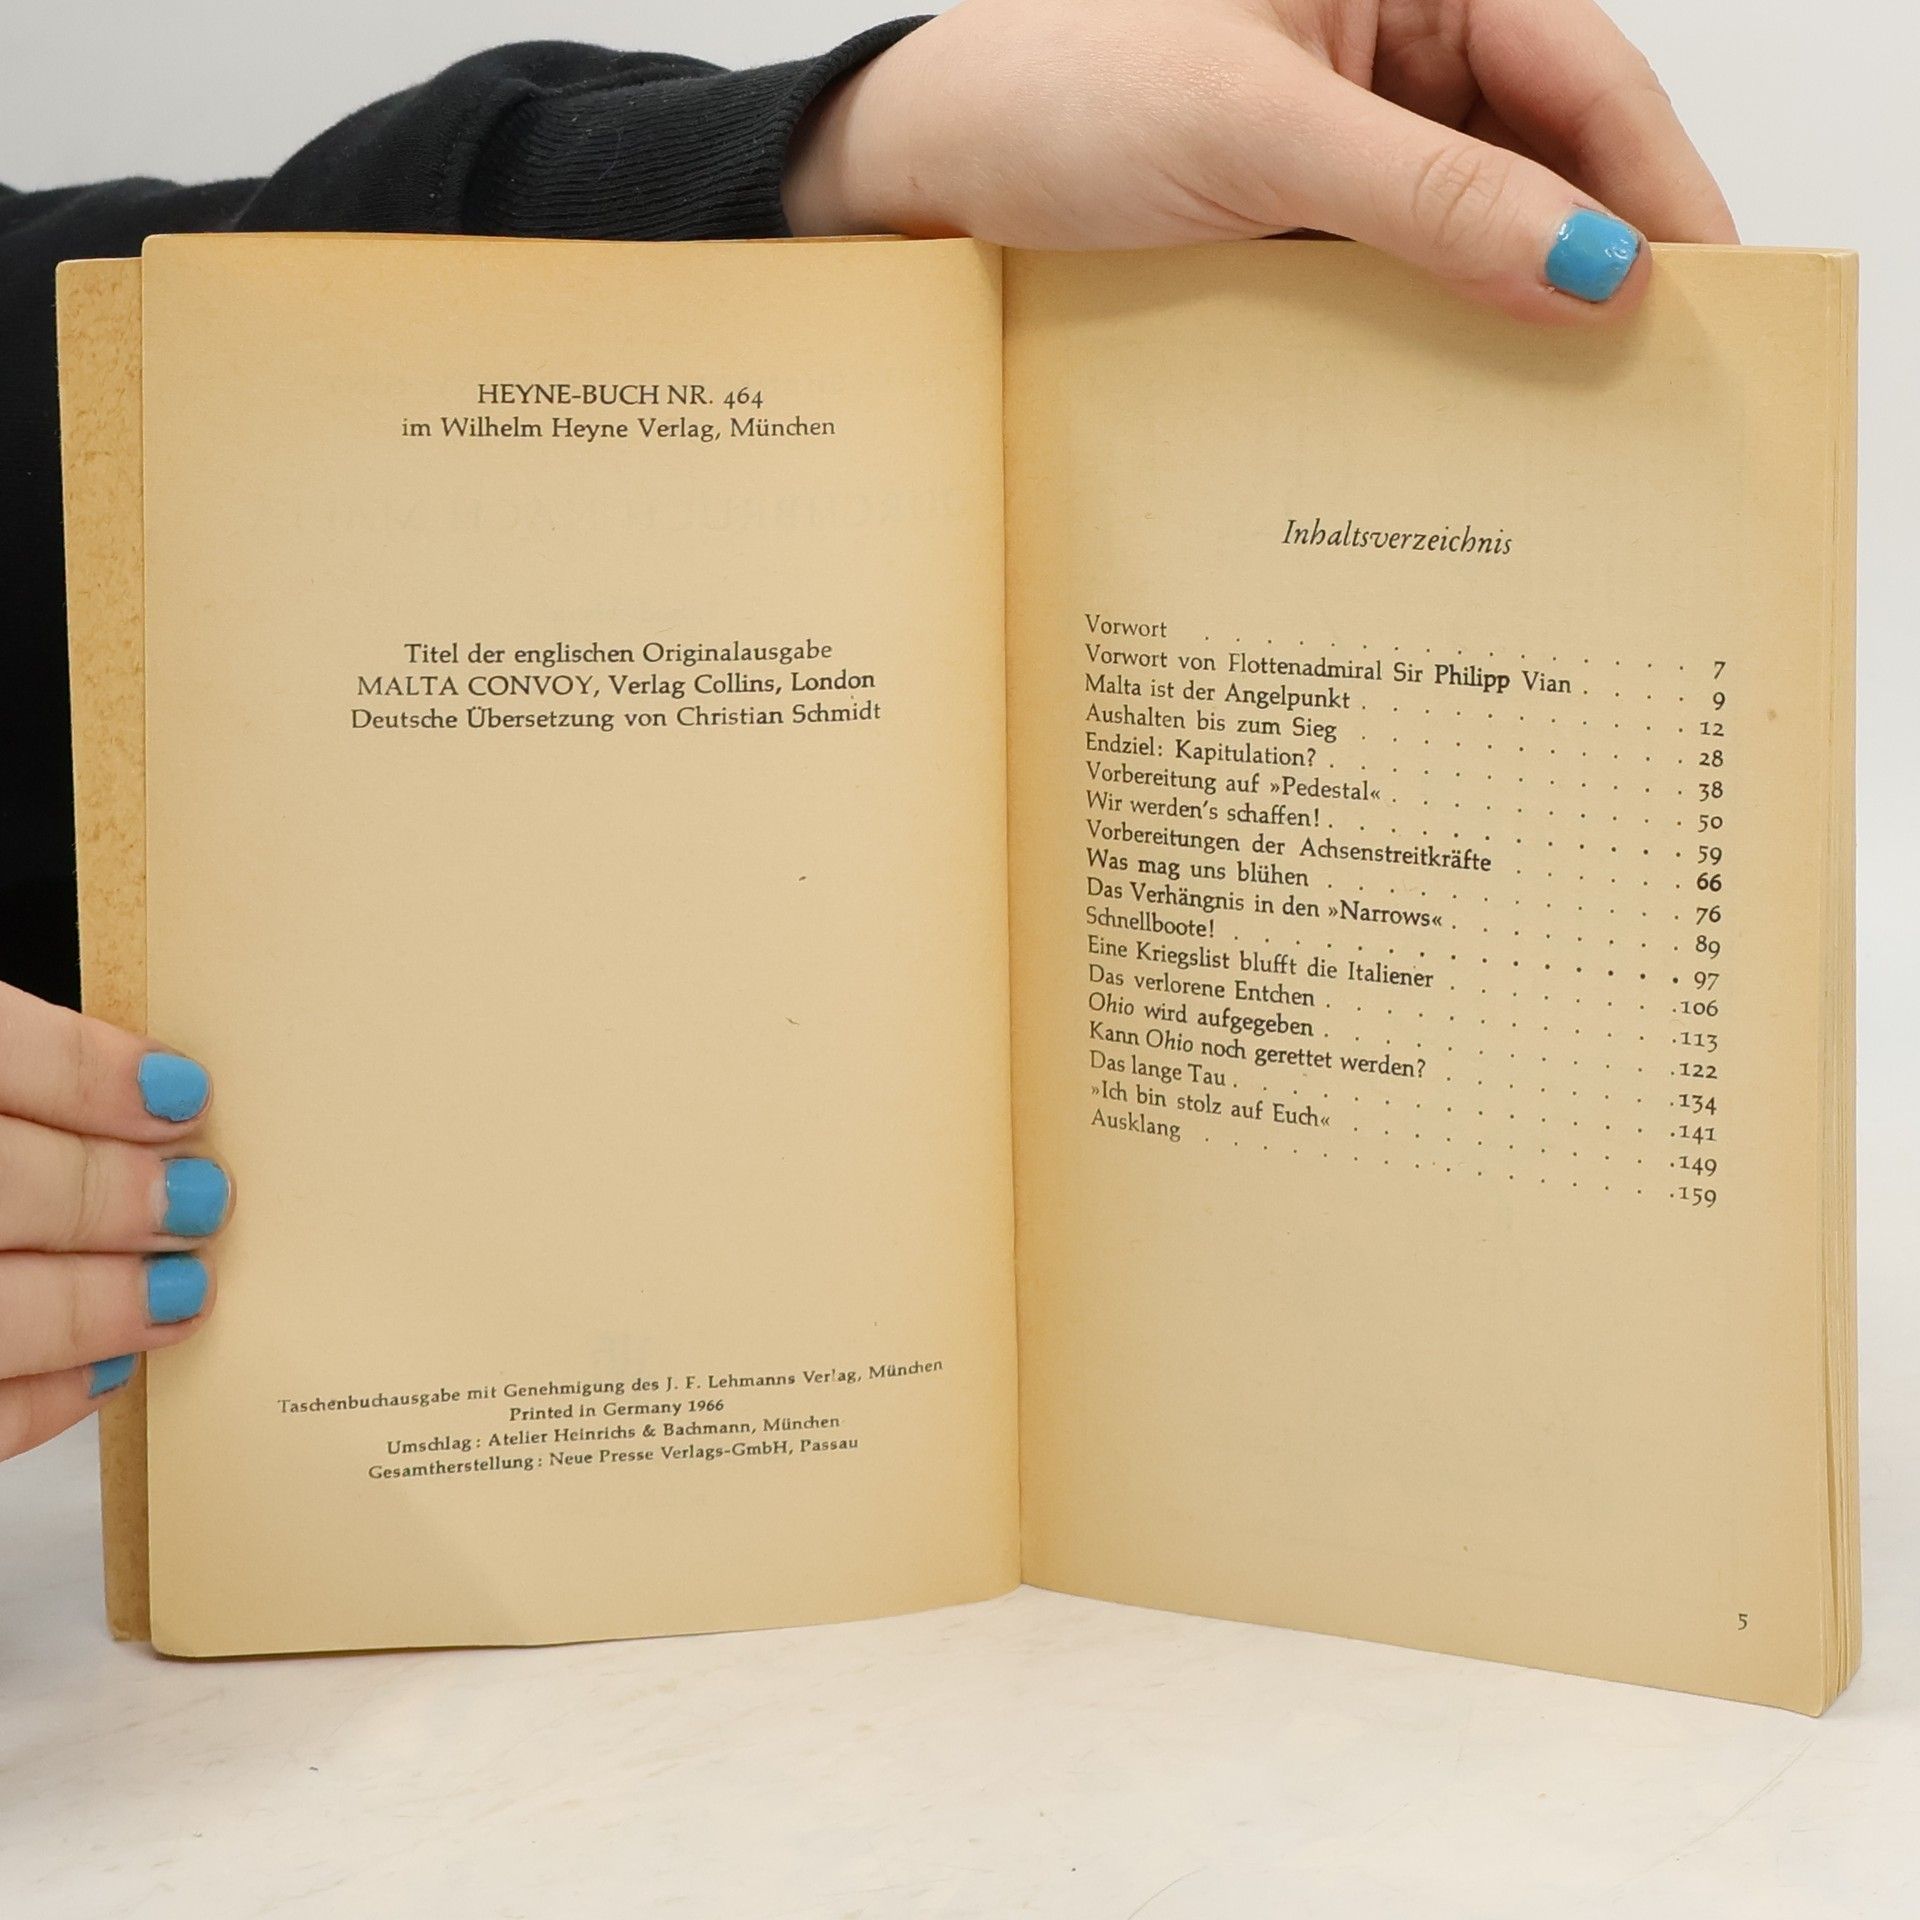 HEYNE-BUCH NR. 464
im Wilhelm Heyne Verlag, München
Titel der englischen Originalausgabe
MALTA CONVOY, Verlag Collins, London
Deutsche Übersetzung von Christian Schmidt
Taschenbuchausgabe mit Genehmigung des J. F. Lehmanns Verlag, München
Printed in Germany 1966
Umschlag: Atelier Heinrichs & Bachmann, München
Gesamtherstellung: Neue Presse Verlags-GmbH, Passau
Inhaltsverzeichnis
Vorwort . . . . . . . . . . . . . . . . 7
Vorwort von Flottenadmiral Sir Philipp Vian . . . . 9
Malta ist der Angelpunkt . . . . . . . . . . . 12
Aushalten bis zum Sieg . . . . . . . . . . . 28
Endziel: Kapitulation? . . . . . . . . . . . . 38
Vorbereitung auf »Pedestal« . . . . . . . . . . 50
Wir werden's schaffen! . . . . . . . . . . . . 59
Vorbereitungen der Achsenstreitkräfte . . . . . . 66
Was mag uns blühen . . . . . . . . . . . . 76
Das Verhängnis in den »Narrows« . . . . . . . . 89
Schnellboote! . . . . . . . . . . . . . . . 97
Eine Kriegslist blufft die Italiener . . . . . . . . 106
Das verlorene Entchen . . . . . . . . . . . . 113
Ohio wird aufgegeben . . . . . . . . . . . . 122
Kann Ohio noch gerettet werden? . . . . . . . . 134
Das lange Tau . . . . . . . . . . . . . . . 141
»Ich bin stolz auf Euch« . . . . . . . . . . . 149
Ausklang . . . . . . . . . . . . . . . . 159
5